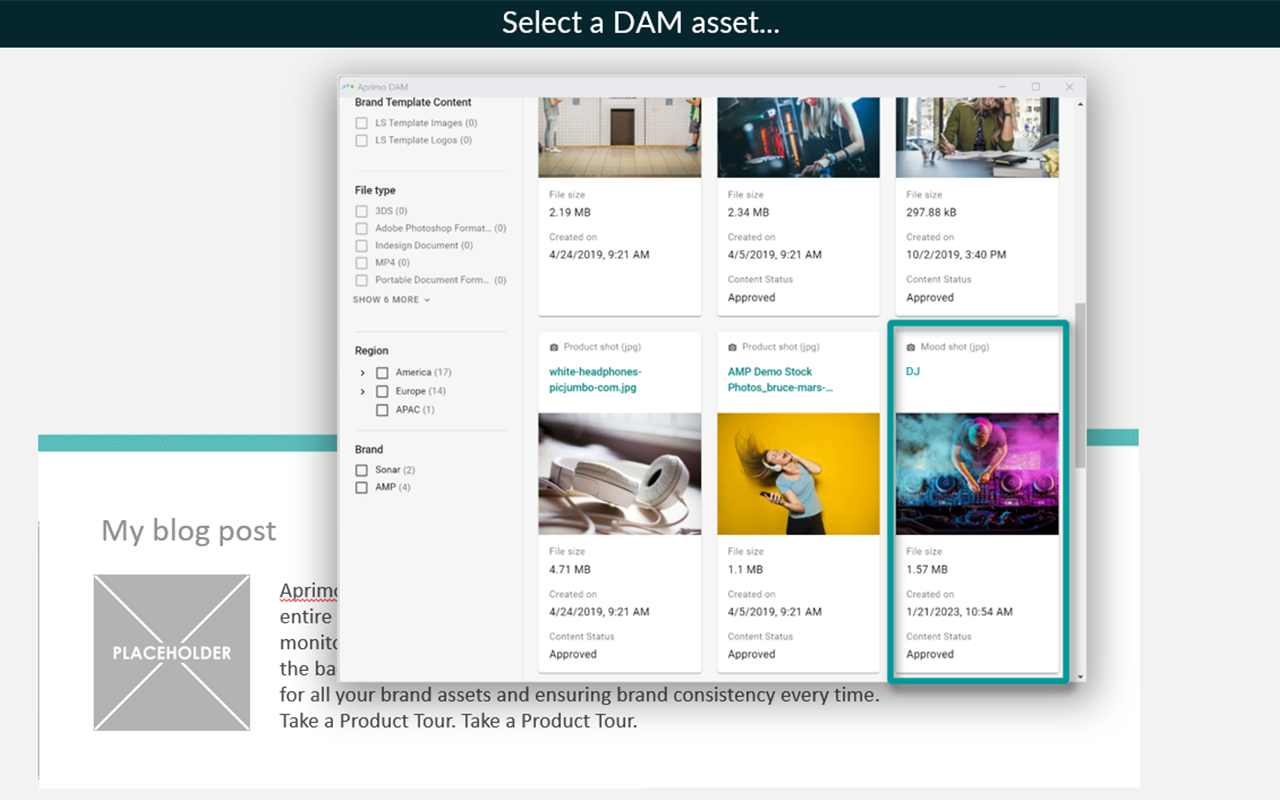 Select a DAM asset...
Aprimo DAM
Brand Template Content
LS Template Images (0)
LS Template Logos (0)
File type
3DS (0)
Adobe Photoshop Format... (0)
Indesign Document (0)
MP4 (0)
Portable Document Form... (0)
SHOW 6 MORE
Region
America (17)
Europe (14)
APAC (1)
Brand
Sonar (2)
AMP (4)
File size
2.19 MB
Created on
4/24/2019, 9:21 AM
File size
2.34 MB
Created on
4/5/2019, 9:21 AM
Content Status
Approved
File size
297.88 kB
Created on
10/2/2023, 3:40 PM
Content Status
Approved
Product shot (jpg)
white-headphones-
picjumbo-com.jpg
File size
4.71 MB
Created on
4/24/2019, 9:21 AM
Content Status
Approved
Product shot (jpg)
AMP Demo Stock
Photos_bruce-mars-...
File size
1.1 MB
Created on
4/5/2019, 9:21 AM
Content Status
Approved
Mood shot (jpg)
DJ
File size
1.57 MB
Created on
1/21/2023, 10:54 AM
Content Status
Approved
My blog post
PLACEHOLDER
Aprimo
entire
monito
the ba
for all your brand assets and ensuring brand consistency every time.
Take a Product Tour. Take a Product Tour.